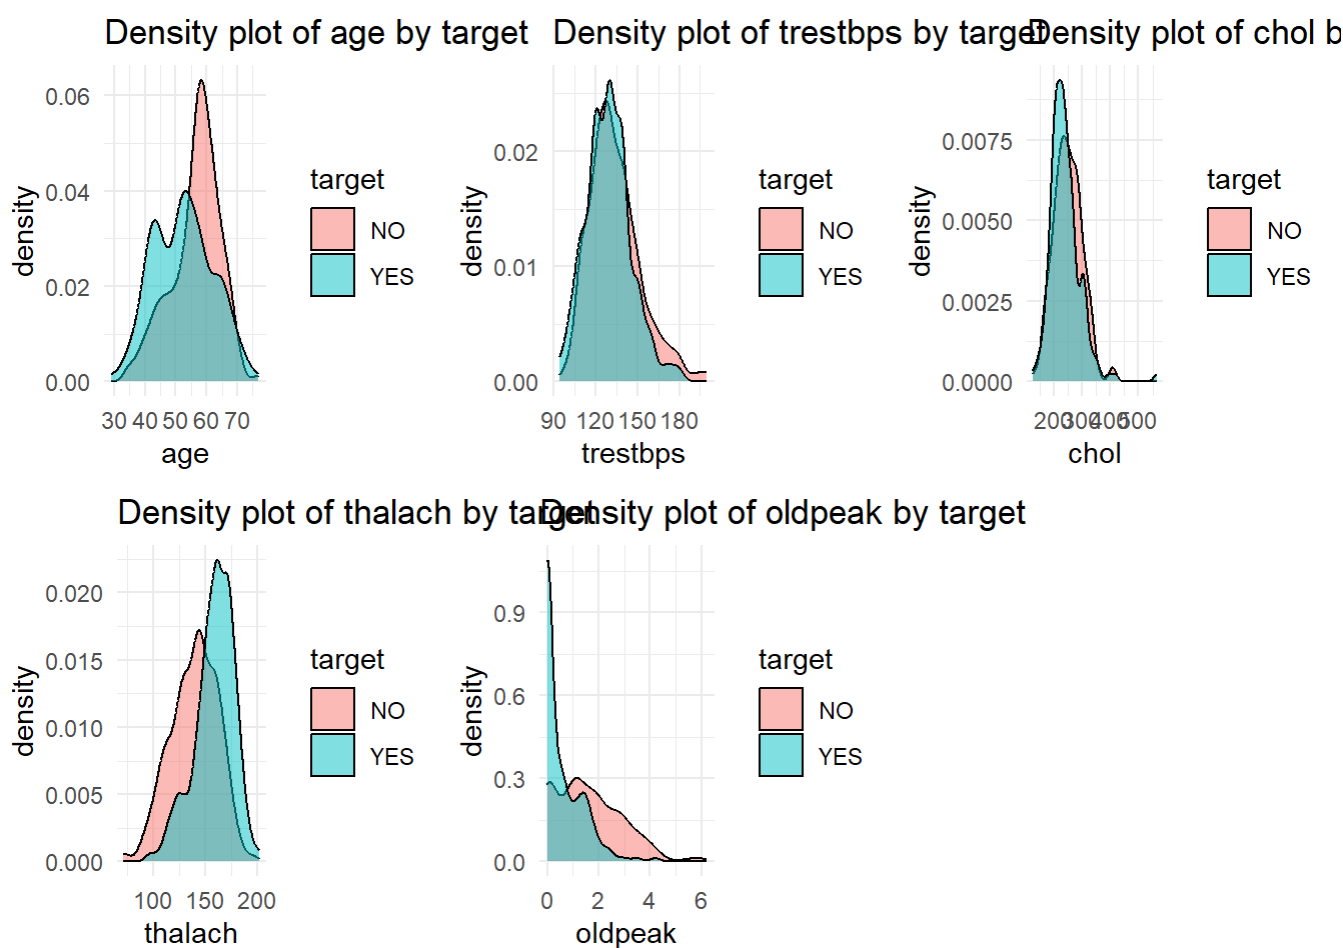 Density plot of age by target
0.06
0.04
0.02
0.00
density
30 40 50 60 70
age
target
NO
YES
Density plot of trestbps by target
0.02
0.01
0.00
density
90 120 150 180
trestbps
target
NO
YES
Density plot of chol b
0.0075
0.0050
0.0025
0.0000
density
200 300 400 500
chol
target
NO
YES
Density plot of thalach by target
0.020
0.015
0.010
0.005
0.000
density
100 150 200
thalach
target
NO
YES
Density plot of oldpeak by target
0.9
0.6
0.3
0.0
density
0 2 4 6
oldpeak
target
NO
YES